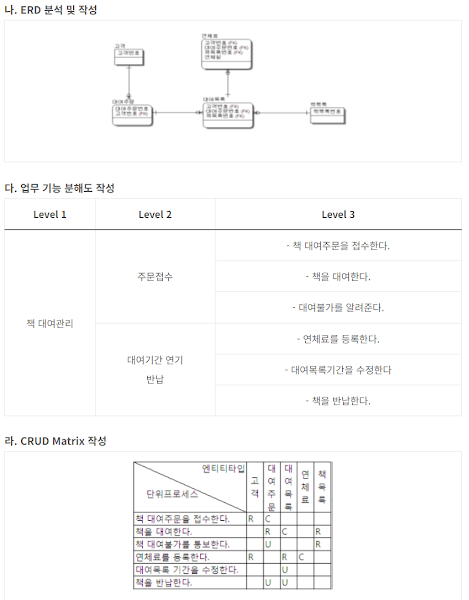 나. ERD 분석 및 작성
고객
고객번호
연체료
고객번호 (FK)
대여주문번호 (FK)
책목록번호 (FK)
연체일
대여주문
대여주문번호
고객번호 (FK)
대여목록
고객번호 (FK)
대여주문번호 (FK)
책목록번호 (FK)
책목록
책목록번호
다. 업무 기능 분해도 작성
Level 1 Level 2 Level 3
- 책 대여주문을 접수한다.
주문접수 - 책을 대여한다.
- 대여불가를 알려준다.
책 대여관리
- 연체료를 등록한다.
대여기간 연기
반납
- 대여목록기간을 수정한다
- 책을 반납한다.
라. CRUD Matrix 작성
엔티티타입
단위프로세스
고객 대여주문 대여목록 연체료 책목록
책 대여주문을 접수한다. R C
책을 대여한다. R C R
책 대여불가를 통보한다. U R
연체료를 등록한다. R R C
대여목록 기간을 수정한다. U
책을 반납한다. U U